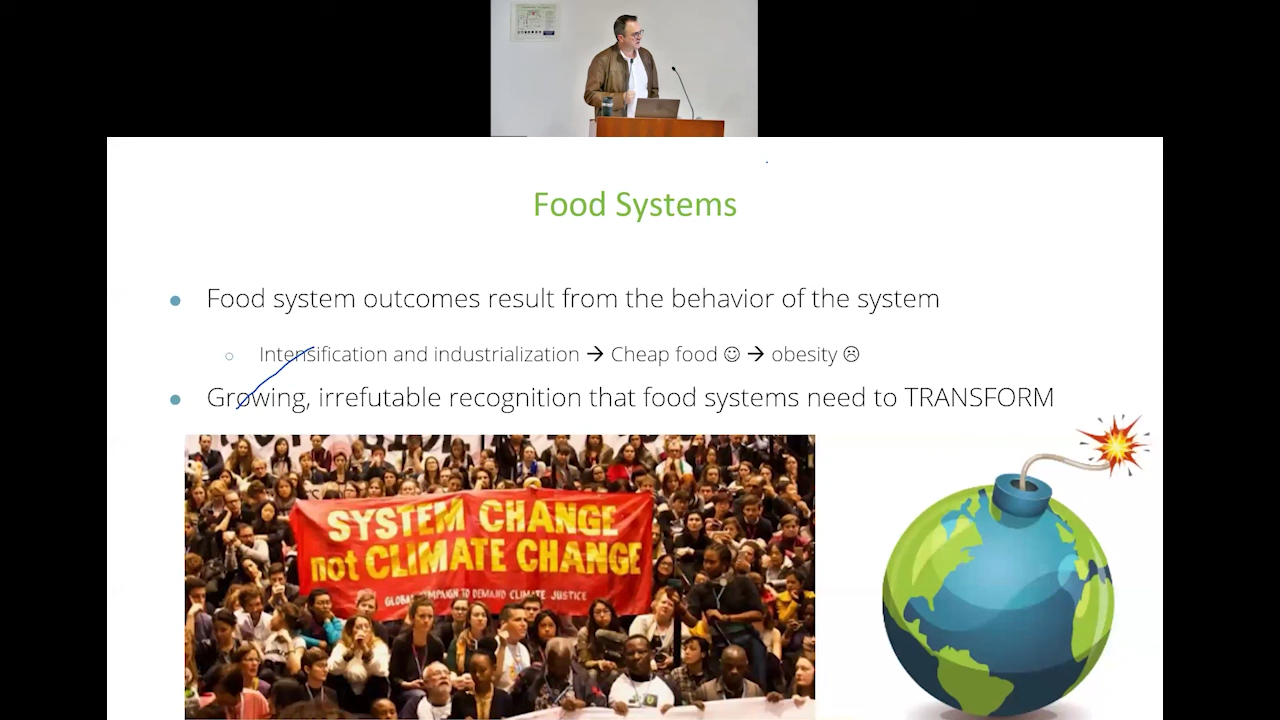 Food Systems
Food system outcomes result from the behavior of the system
Intensification and industrialization → Cheap food ☺ → obesity ☹
Growing, irrefutable recognition that food systems need to TRANSFORM
SYSTEM CHANGE
not CLIMATE CHANGE
GLOBAL CAMPAIGN TO DEMAND CLIMATE JUSTICE